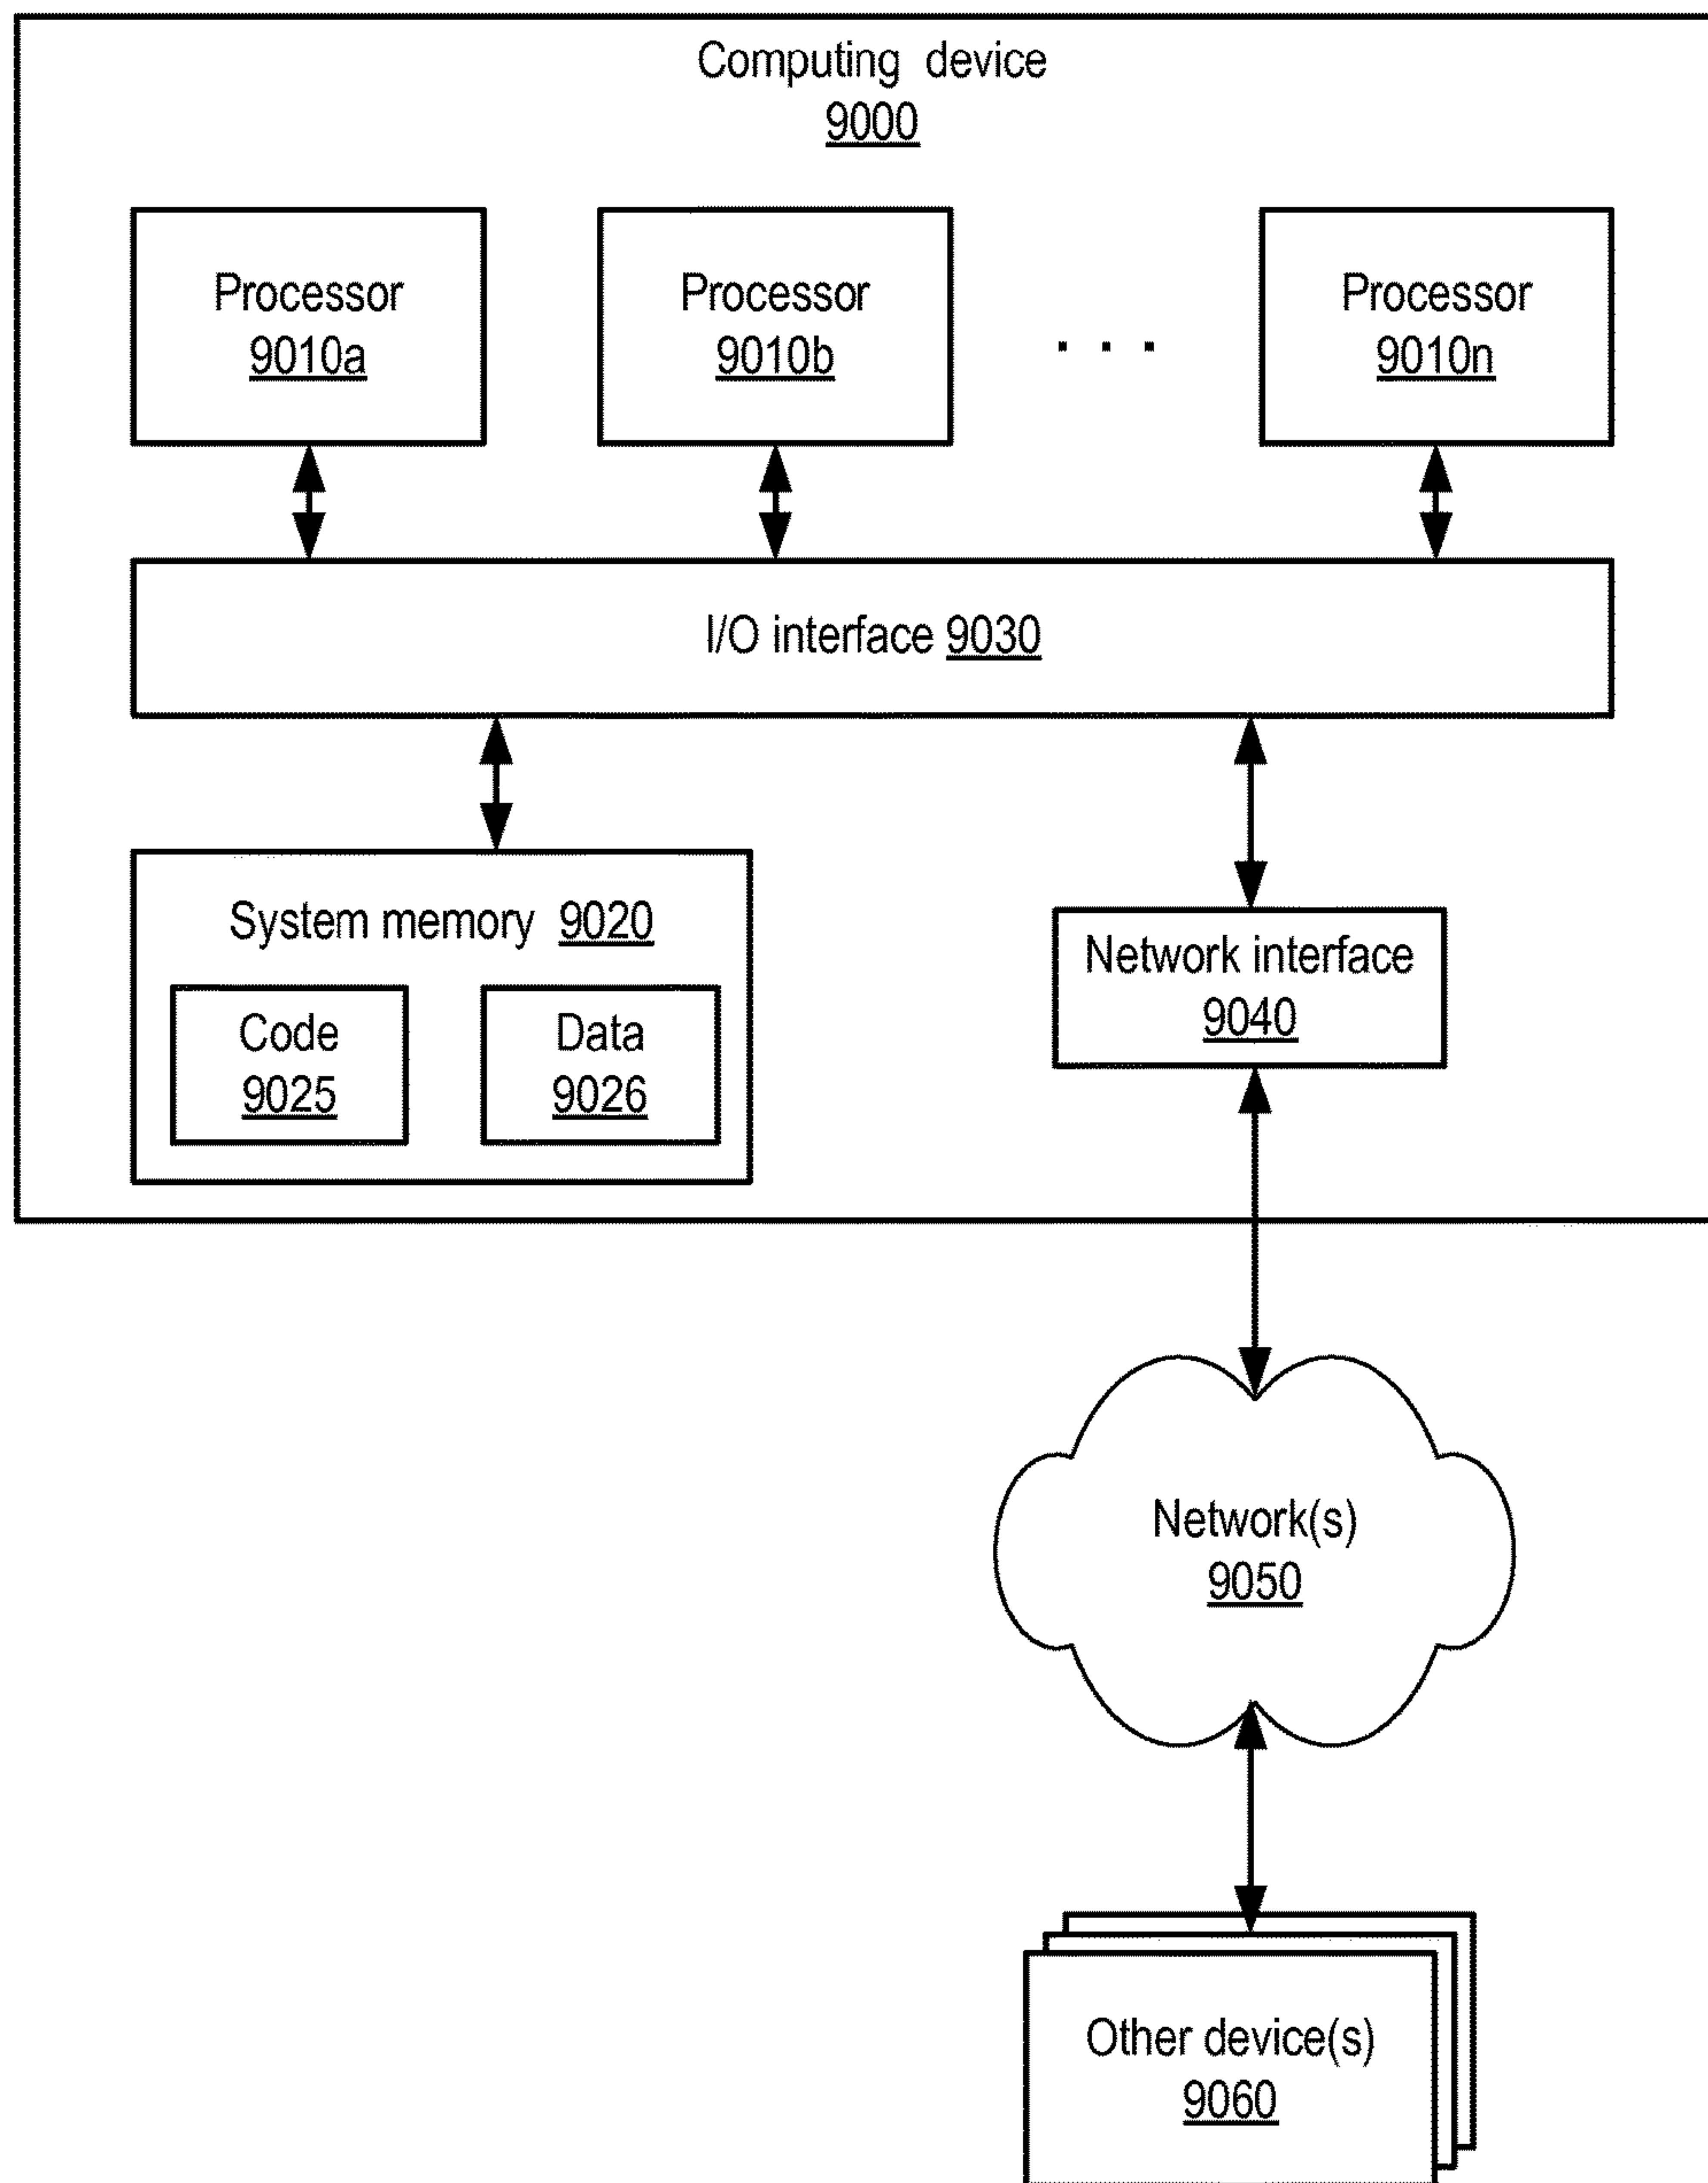 Computing device
9000
Processor
9010a
Processor
9010b
. . .
Processor
9010n
I/O interface 9030
System memory 9020
Code
9025
Data
9026
Network interface
9040
Network(s)
9050
Other device(s)
9060